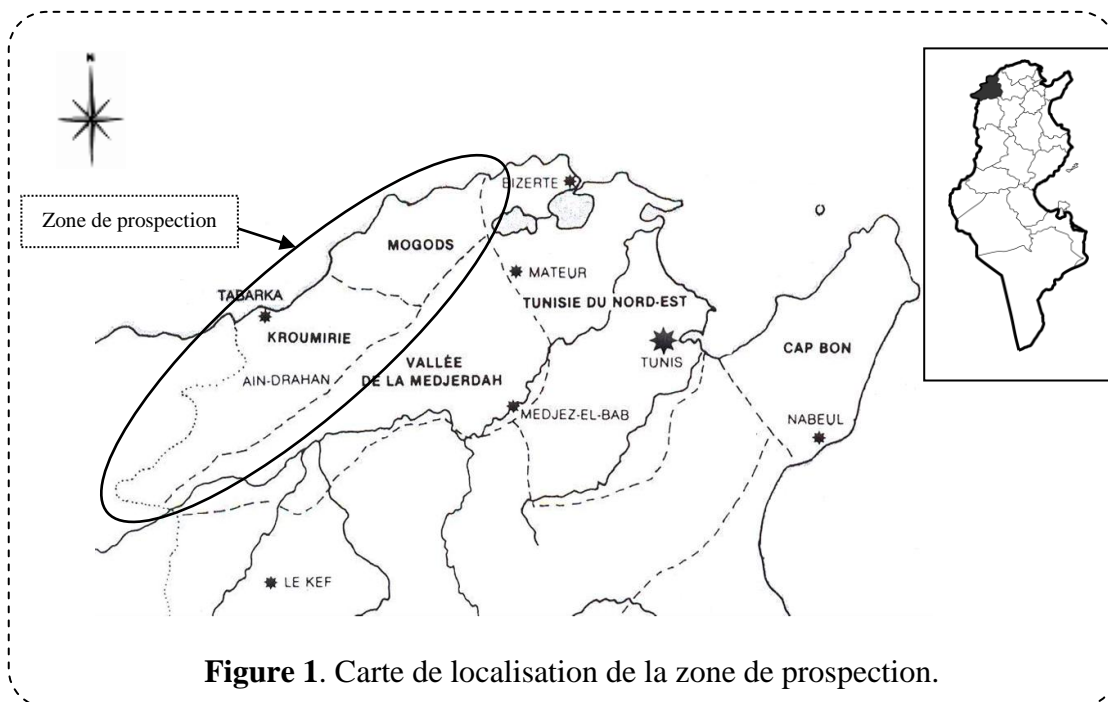 N
Zone de prospection
BIZERTE
MOGODS
MATEUR
TABARKA
TUNISIE DU NORD-EST
KROUMIRIE
TUNIS
CAP BON
VALLÉE
DE LA MEDJERDAH
AIN-DRAHAN
MEDJEZ-EL-BAB
NABEUL
LE KEF
Figure 1. Carte de localisation de la zone de prospection.